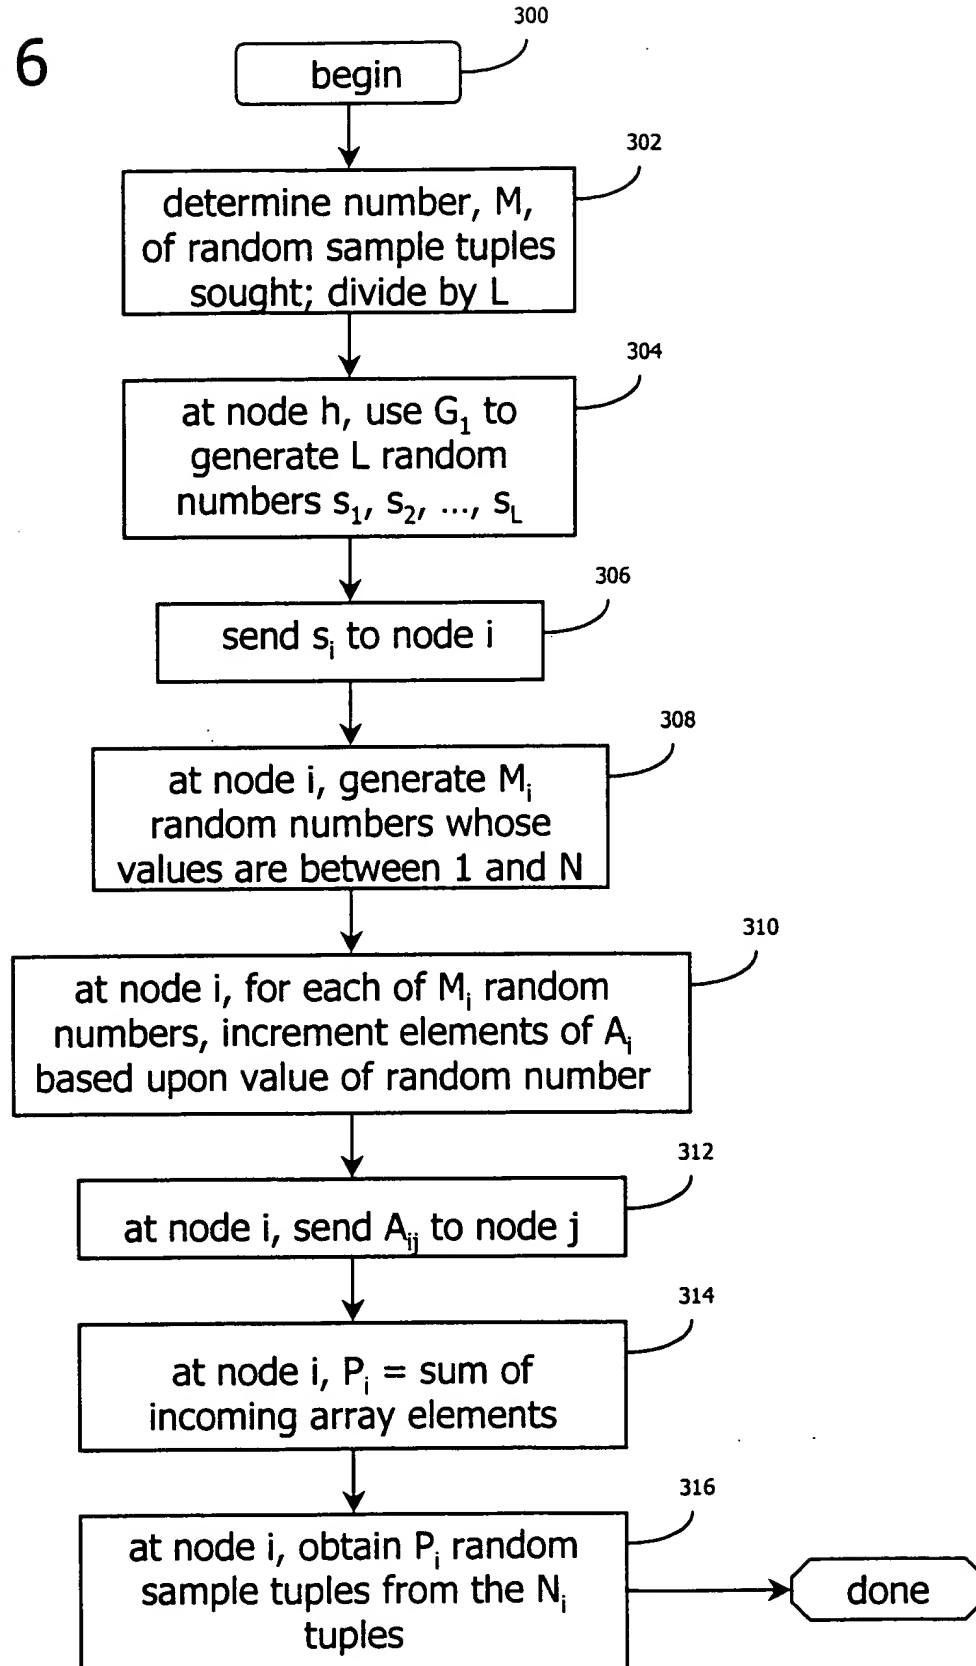 6
300
begin
302
determine number, M,
of random sample tuples
sought; divide by L
304
at node h, use G₁ to
generate L random
numbers s₁, s₂, ..., s_L
306
send sᵢ to node i
308
at node i, generate Mᵢ
random numbers whose
values are between 1 and N
310
at node i, for each of Mᵢ random
numbers, increment elements of Aᵢ
based upon value of random number
312
at node i, send Aᵢⱼ to node j
314
at node i, Pᵢ = sum of
incoming array elements
316
at node i, obtain Pᵢ random
sample tuples from the Nᵢ
tuples
done